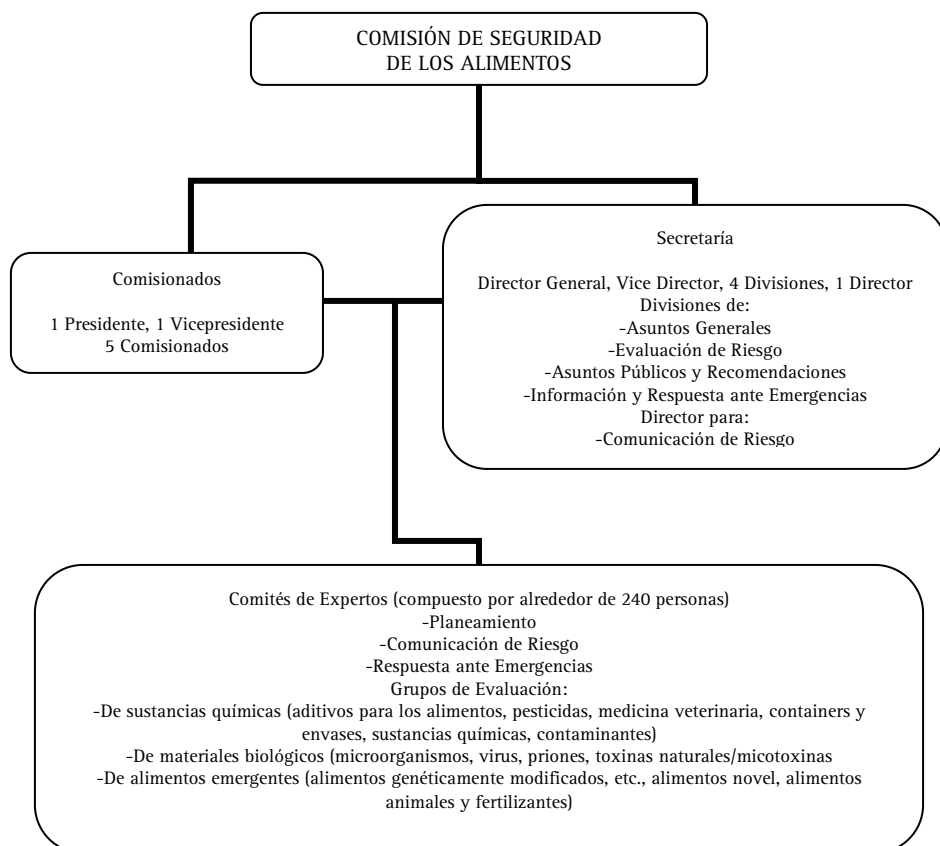 COMISIÓN DE SEGURIDAD
DE LOS ALIMENTOS
Comisionados
1 Presidente, 1 Vicepresidente
5 Comisionados
Secretaría
Director General, Vice Director, 4 Divisiones, 1 Director
Divisiones de:
-Asuntos Generales
-Evaluación de Riesgo
-Asuntos Públicos y Recomendaciones
-Información y Respuesta ante Emergencias
Director para:
-Comunicación de Riesgo
Comités de Expertos (compuesto por alrededor de 240 personas)
-Planeamiento
-Comunicación de Riesgo
-Respuesta ante Emergencias
Grupos de Evaluación:
-De sustancias químicas (aditivos para los alimentos, pesticidas, medicina veterinaria, containers y
envases, sustancias químicas, contaminantes)
-De materiales biológicos (microorganismos, virus, priones, toxinas naturales/micotoxinas
-De alimentos emergentes (alimentos genéticamente modificados, etc., alimentos novel, alimentos
animales y fertilizantes)